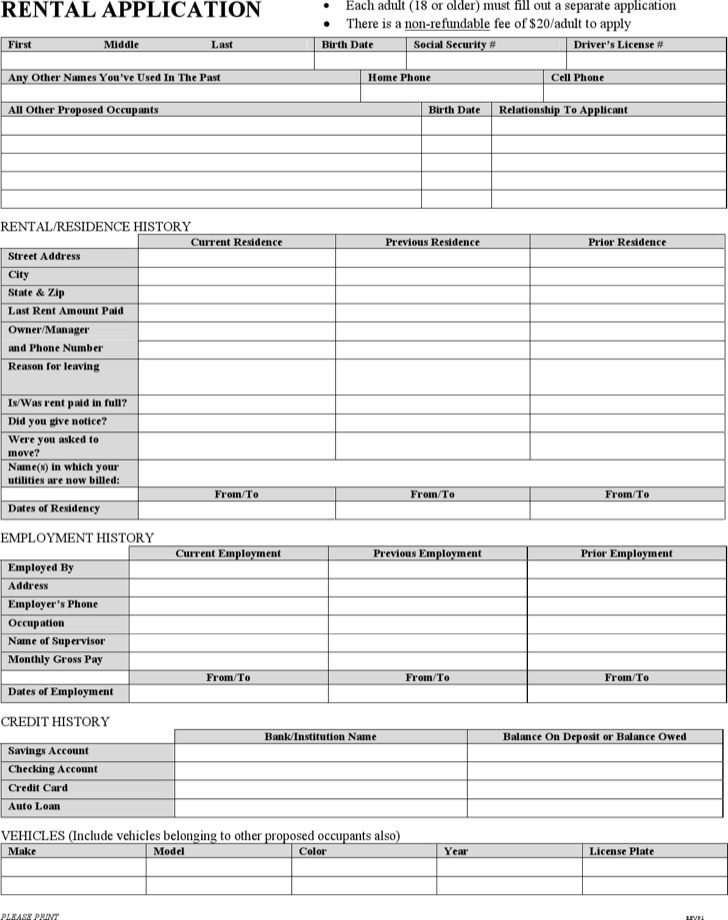 RENTAL APPLICATION
• Each adult (18 or older) must fill out a separate application
• There is a non-refundable fee of $20/adult to apply
First Middle Last Birth Date Social Security # Driver's License #
Any Other Names You've Used In The Past Home Phone Cell Phone
All Other Proposed Occupants Birth Date Relationship To Applicant
RENTAL/RESIDENCE HISTORY
Current Residence Previous Residence Prior Residence
Street Address
City
State & Zip
Last Rent Amount Paid
Owner/Manager
and Phone Number
Reason for leaving
Is/Was rent paid in full?
Did you give notice?
Were you asked to
move?
Name(s) in which your
utilities are now billed:
From/To From/To From/To
Dates of Residency
EMPLOYMENT HISTORY
Current Employment Previous Employment Prior Employment
Employed By
Address
Employer's Phone
Occupation
Name of Supervisor
Monthly Gross Pay
From/To From/To From/To
Dates of Employment
CREDIT HISTORY
Bank/Institution Name Balance On Deposit or Balance Owed
Savings Account
Checking Account
Credit Card
Auto Loan
VEHICLES (Include vehicles belonging to other proposed occupants also)
Make Model Color Year License Plate
PLEASE PRINT